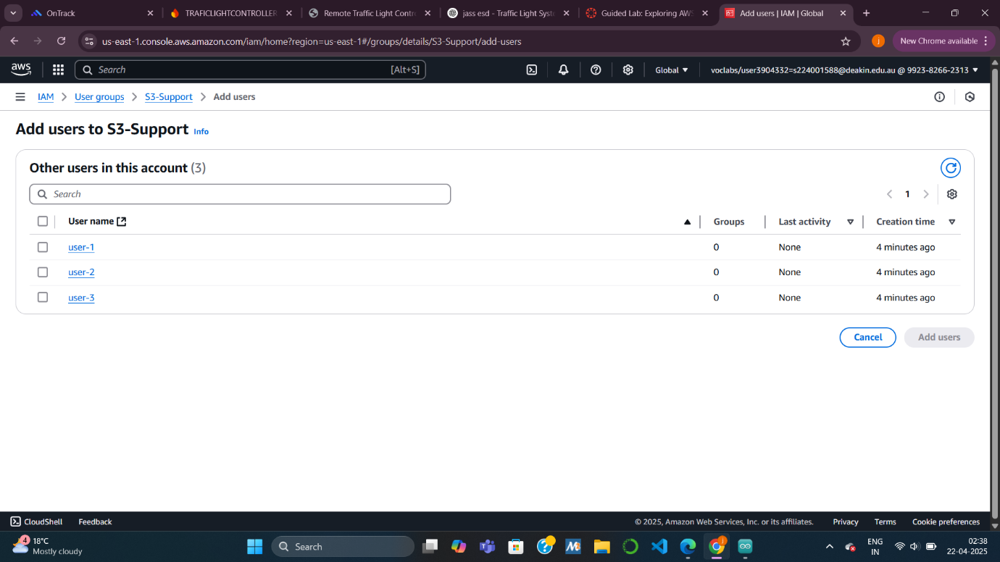 OnTrack
TRAFICLIGHTCONTROLLER
Remote Traffic Light Contr
jass esd - Traffic Light Syst
Guided Lab: Exploring AWS
Add users | IAM | Global
us-east-1.console.aws.amazon.com/iam/home?region=us-east-1#/groups/details/S3-Support/add-users
j
New Chrome available
aws
Search [Alt+S]
Global
voclabs/user3904332=s224001588@deakin.edu.au @ 9923-8266-2313
IAM > User groups > S3-Support > Add users
Add users to S3-Support Info
Other users in this account (3)
Search
1
User name Groups Last activity Creation time
user-1 0 None 4 minutes ago
user-2 0 None 4 minutes ago
user-3 0 None 4 minutes ago
Cancel Add users
CloudShell Feedback © 2025, Amazon Web Services, Inc. or its affiliates. Privacy Terms Cookie preferences
4
18°C
Mostly cloudy
Search
j
ENG
IN
02:38
22-04-2025